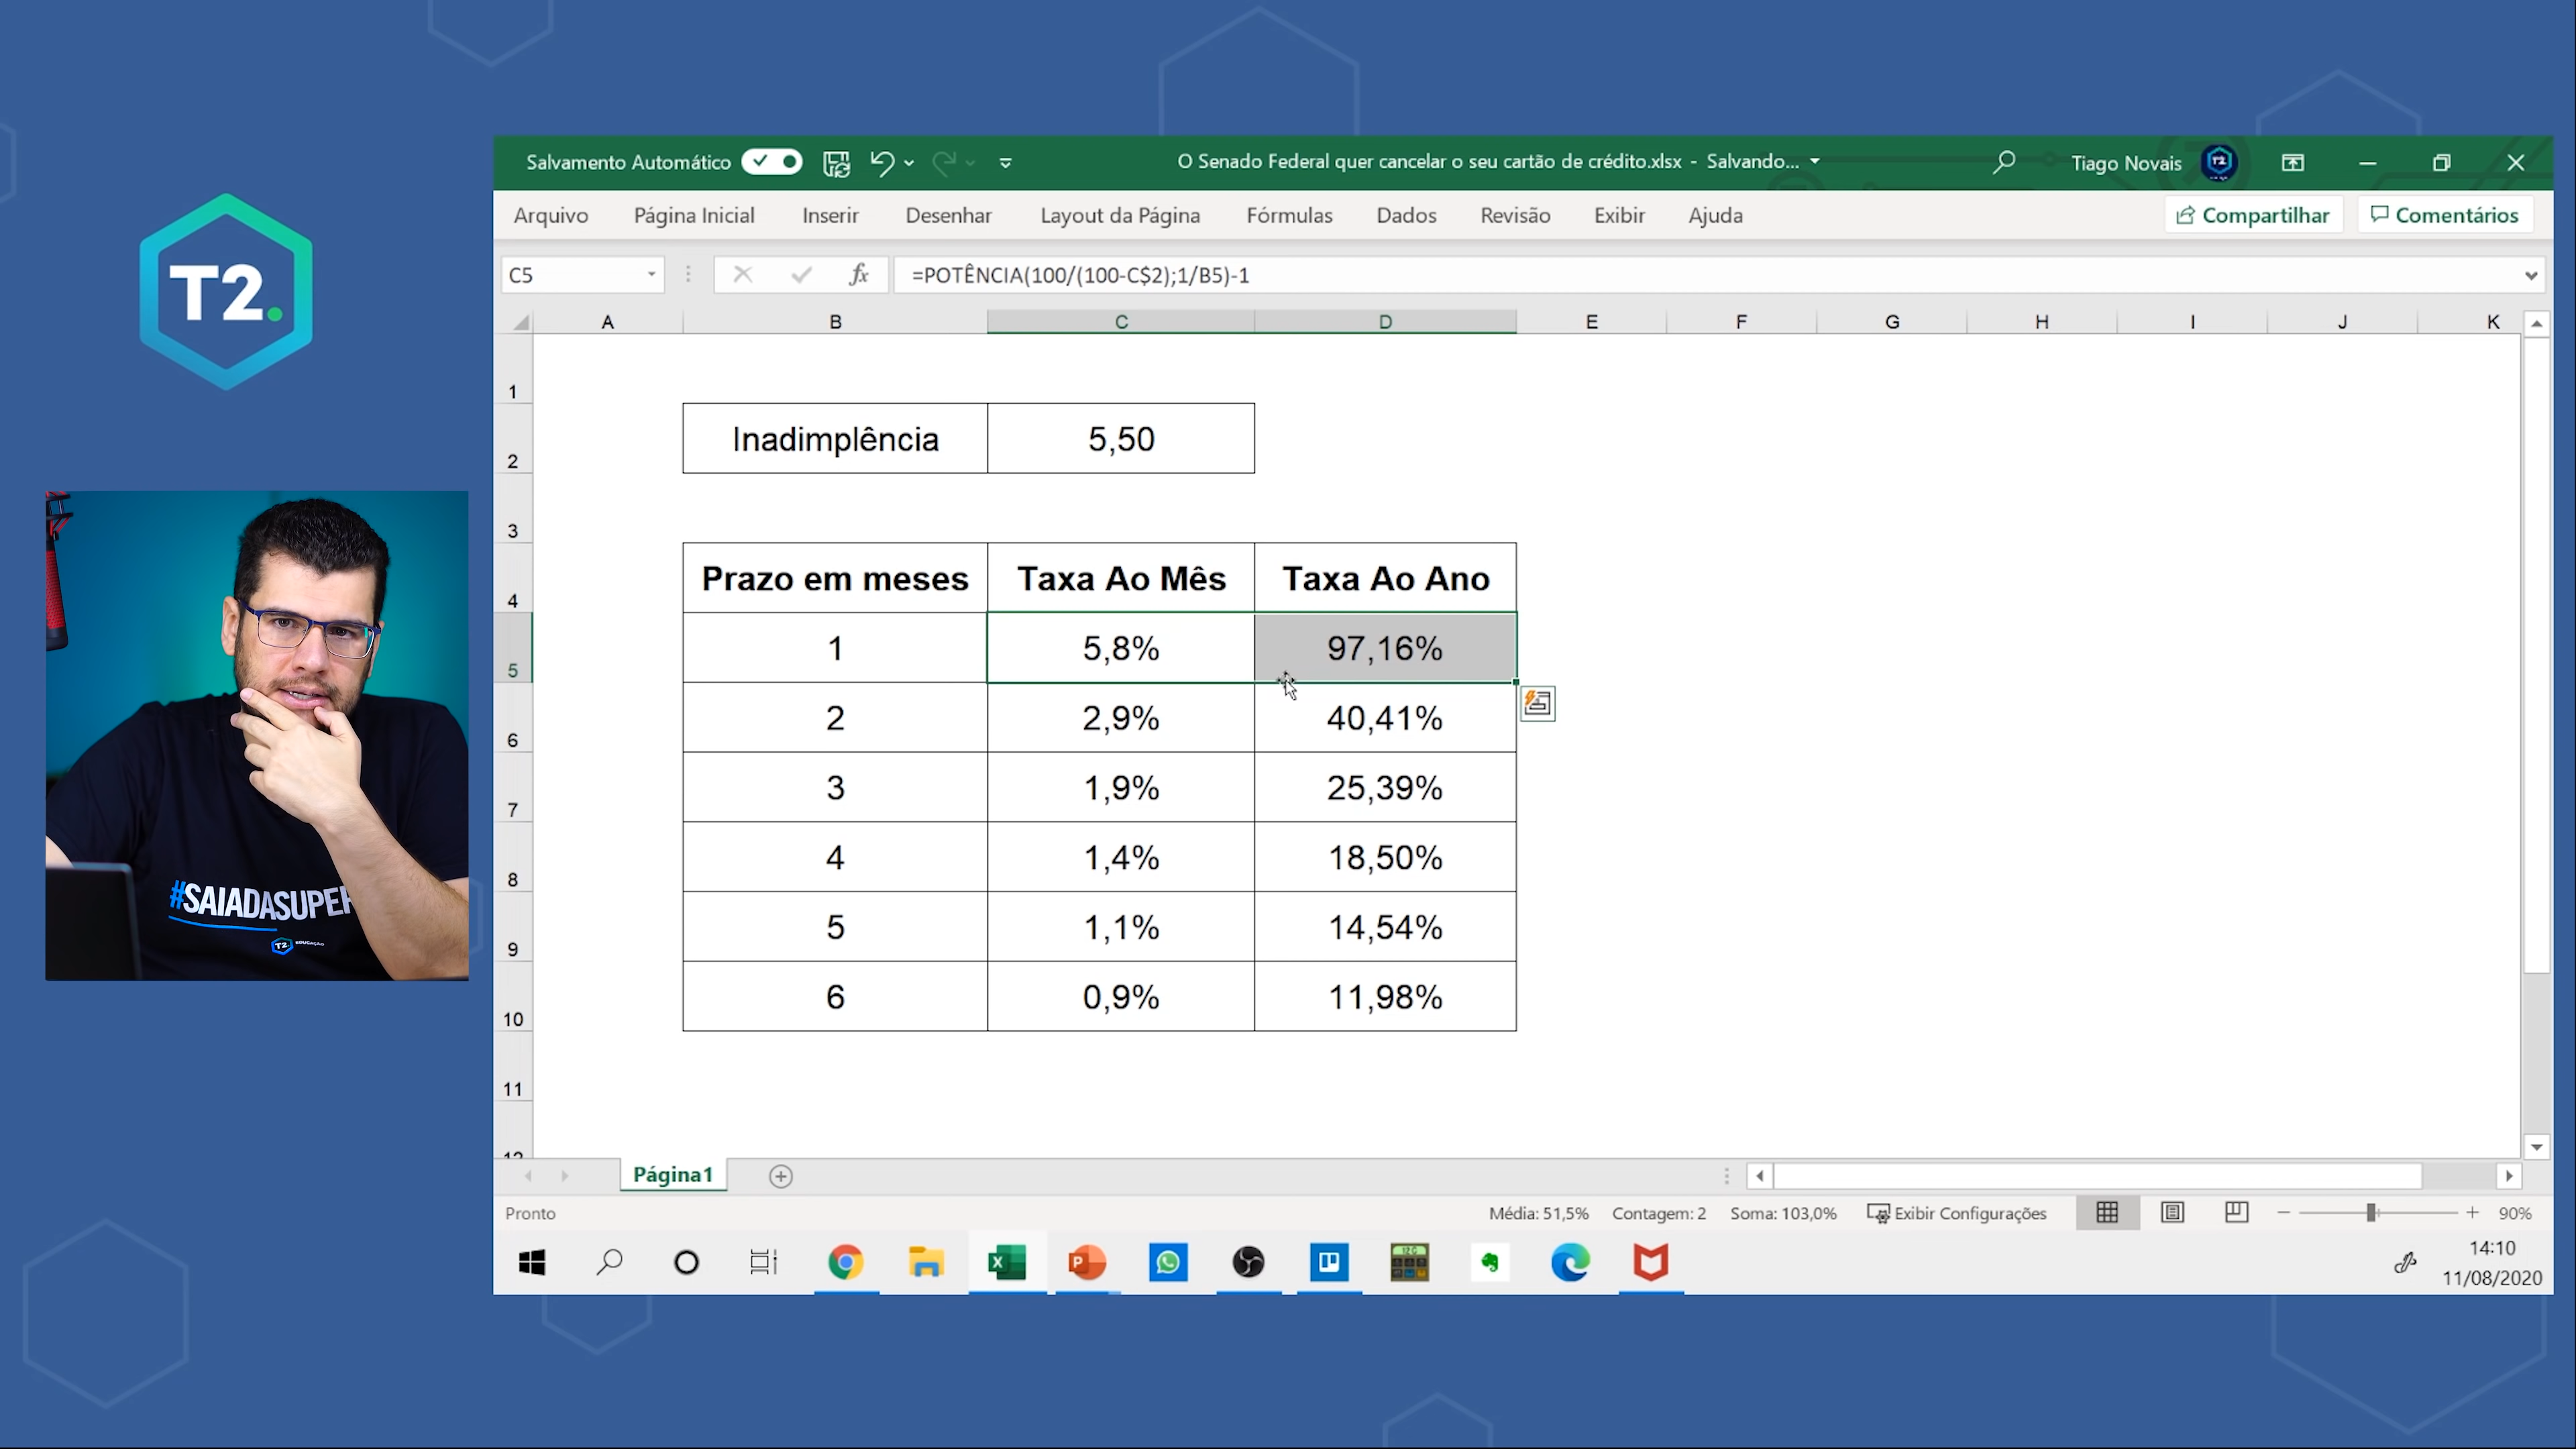 T2.
Salvamento Automático
O Senado Federal quer cancelar o seu cartão de crédito.xlsx - Salvando...
Tiago Novais
Arquivo Página Inicial Inserir Desenhar Layout da Página Fórmulas Dados Revisão Exibir Ajuda
Compartilhar Comentários
C5 fx =POTÊNCIA(100/(100-C$2);1/B5)-1
A B C D E F G H I J K
1
2 Inadimplência 5,50
3
4 Prazo em meses Taxa Ao Mês Taxa Ao Ano
5 1 5,8% 97,16%
6 2 2,9% 40,41%
7 3 1,9% 25,39%
8 4 1,4% 18,50%
9 5 1,1% 14,54%
10 6 0,9% 11,98%
11
12
#SAIADASUPER
T2. EDUCAÇÃO
Página1
Pronto Média: 51,5% Contagem: 2 Soma: 103,0% Exibir Configurações 90%
14:10
11/08/2020